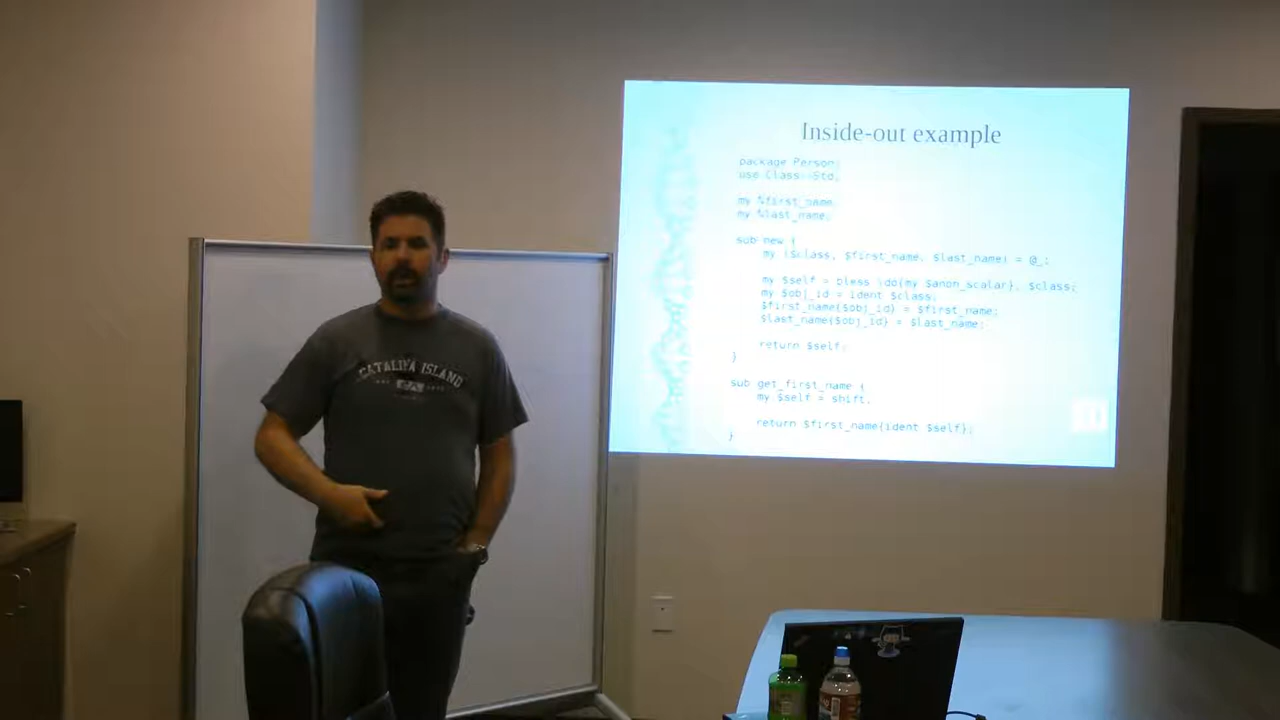 Inside-out example
package Person;
use Class::Std;
my %first_name;
my %last_name;
sub new {
my ($class, $first_name, $last_name) = @_;
my $self = bless \do{my $anon_scalar}, $class;
my $obj_id = ident $class;
$first_name{$obj_id} = $first_name;
$last_name{$obj_id} = $last_name;
return $self;
}
sub get_first_name {
my $self = shift;
return $first_name{ident $self};
}
CATALINA ISLAND